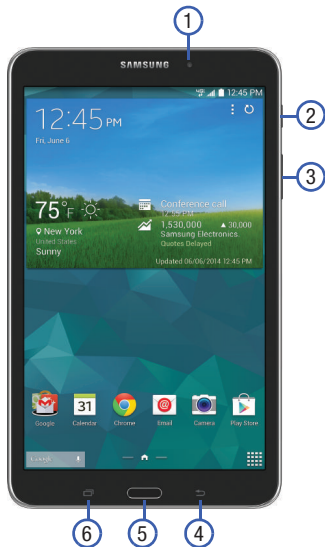 1
SAMSUNG
12:45 PM
12:45 PM
Fri, June 6
2
3
75°F
New York
United States
Sunny
Conference call
12:45 PM
1,530,000 ▲ 30,000
Samsung Electronics.
Quotes Delayed
Updated 06/06/2014 12:45 PM
31
Google
Calendar
Chrome
Email
Camera
Play Store
Google
6
5
4